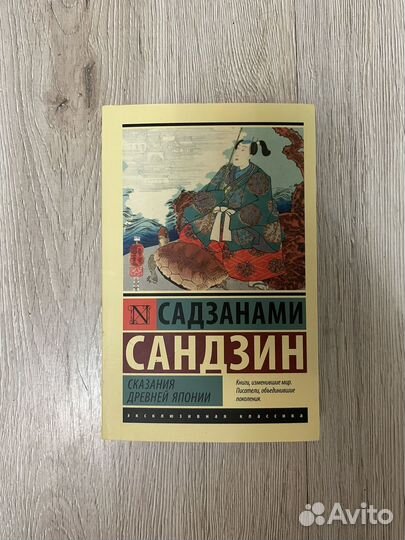 N САДЗАНАМИ
САНДЗИН
СКАЗАНИЯ
ДРЕВНЕЙ ЯПОНИИ
Книги, изменившие мир.
Писатели, объединившие
поколения.
ЭКСКЛЮЗИВНАЯ КЛАССИКА
Avito